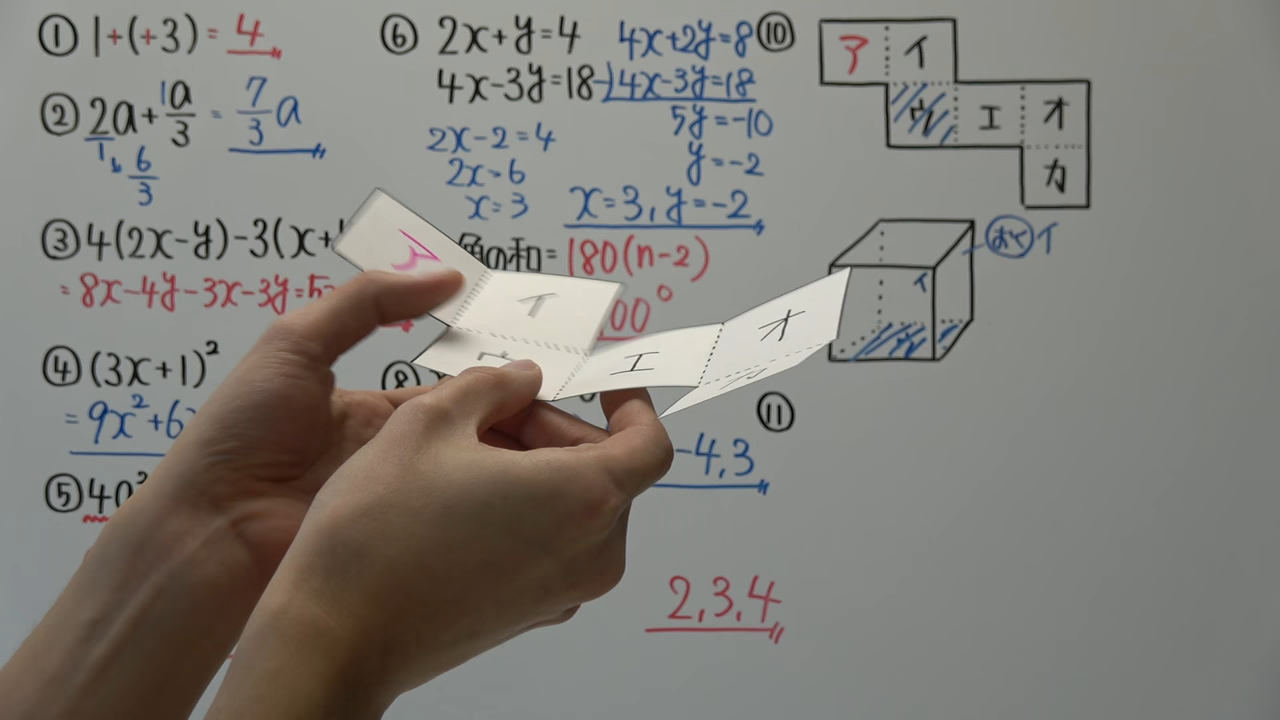 ① 1+(+3)=4
② 2a+1a/3=7/3a
1 6/3
③ 4(2x-y)-3(x+
=8x-4y-3x-3y=5
④ (3x+1)²
=9x²+6
⑤
⑥ 2x+y=4
4x-3y=18
4x+2y=8
-)4x-3y=18
5y=-10
y=-2
2x-2=4
2x=6
x=3
x=3,y=-2
角の和=180(n-2)
00°
⑧
-4,3
2,3,4
⑩
ア イ
ウ エ オ
カ
おくイ
イ
⑪
ア
イ
ウ エ オ
カ